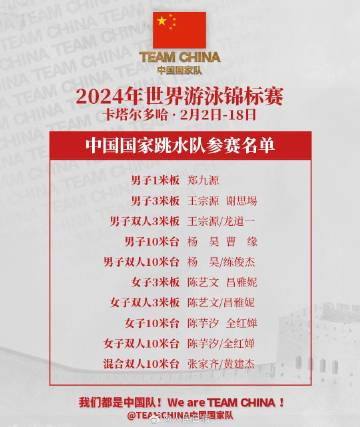 TEAM CHINA
中国国家队
2024年世界游泳锦标赛
卡塔尔多哈·2月2日-18日
中国国家跳水队参赛名单
男子1米板 郑九源
男子3米板 王宗源 谢思埸
男子双人3米板 王宗源/龙道一
男子10米台 杨 昊 曹 缘
男子双人10米台 杨 昊/练俊杰
女子3米板 陈艺文 昌雅妮
女子双人3米板 陈艺文/昌雅妮
女子10米台 陈芋汐 全红婵
女子双人10米台 陈芋汐/全红婵
混合双人10米台 张家齐/黄建杰
我们都是中国队！We are TEAM CHINA！
@TEAMCHINA中国国家队